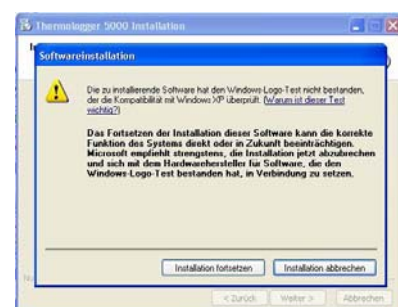 Thermologger 5000 Installation
Softwareinstallation
Die zu installierende Software hat den Windows-Logo-Test nicht bestanden,
der die Kompatibilität mit Windows XP überprüft. (Warum ist dieser Test
wichtig?)
Das Fortsetzen der Installation dieser Software kann die korrekte
Funktion des Systems direkt oder in Zukunft beeinträchtigen.
Microsoft empfiehlt strengstens, die Installation jetzt abzubrechen
und sich mit dem Hardwarehersteller für Software, die den
Windows-Logo-Test bestanden hat, in Verbindung zu setzen.
Installation fortsetzen Installation abbrechen
< Zurück Weiter > Abbrechen